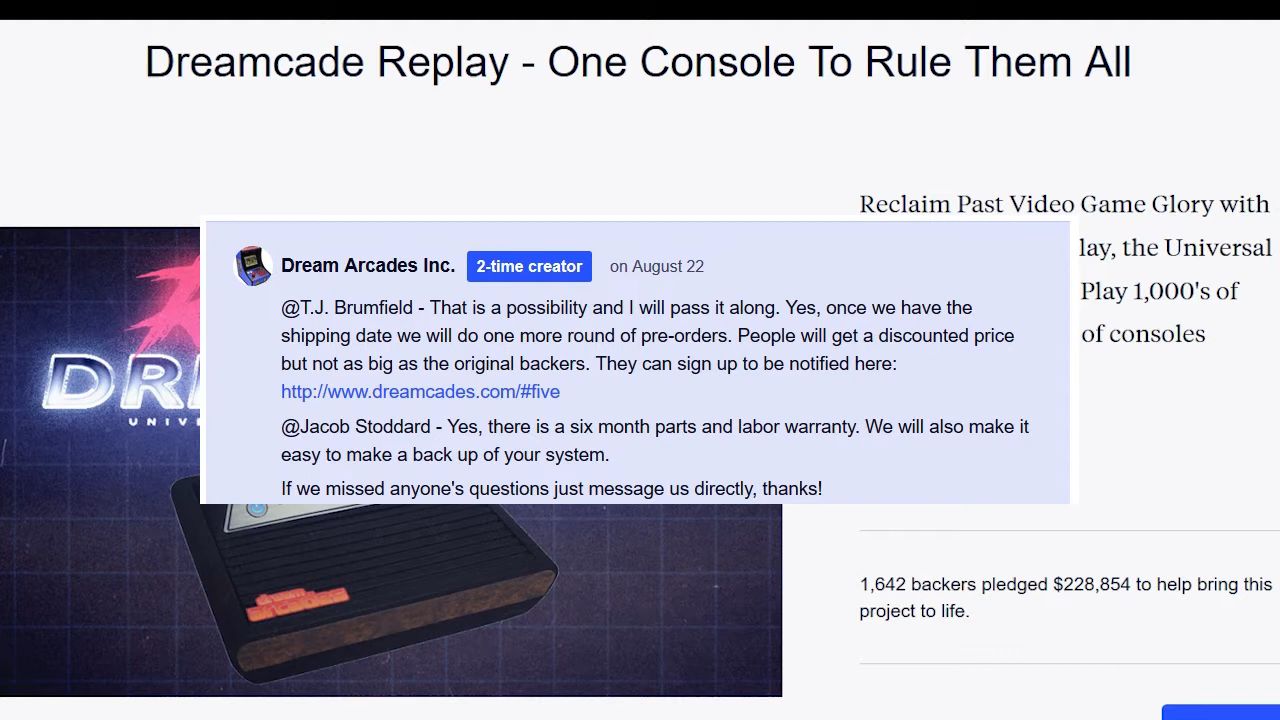 Dreamcade Replay - One Console To Rule Them All
Reclaim Past Video Game Glory with
lay, the Universal
Play 1,000's of
of consoles
Dream Arcades Inc. 2-time creator on August 22
@T.J. Brumfield - That is a possibility and I will pass it along. Yes, once we have the
shipping date we will do one more round of pre-orders. People will get a discounted price
but not as big as the original backers. They can sign up to be notified here:
http://www.dreamcades.com/#five
@Jacob Stoddard - Yes, there is a six month parts and labor warranty. We will also make it
easy to make a back up of your system.
If we missed anyone's questions just message us directly, thanks!
DR
UNIV
dream
arcades
1,642 backers pledged $228,854 to help bring this
project to life.